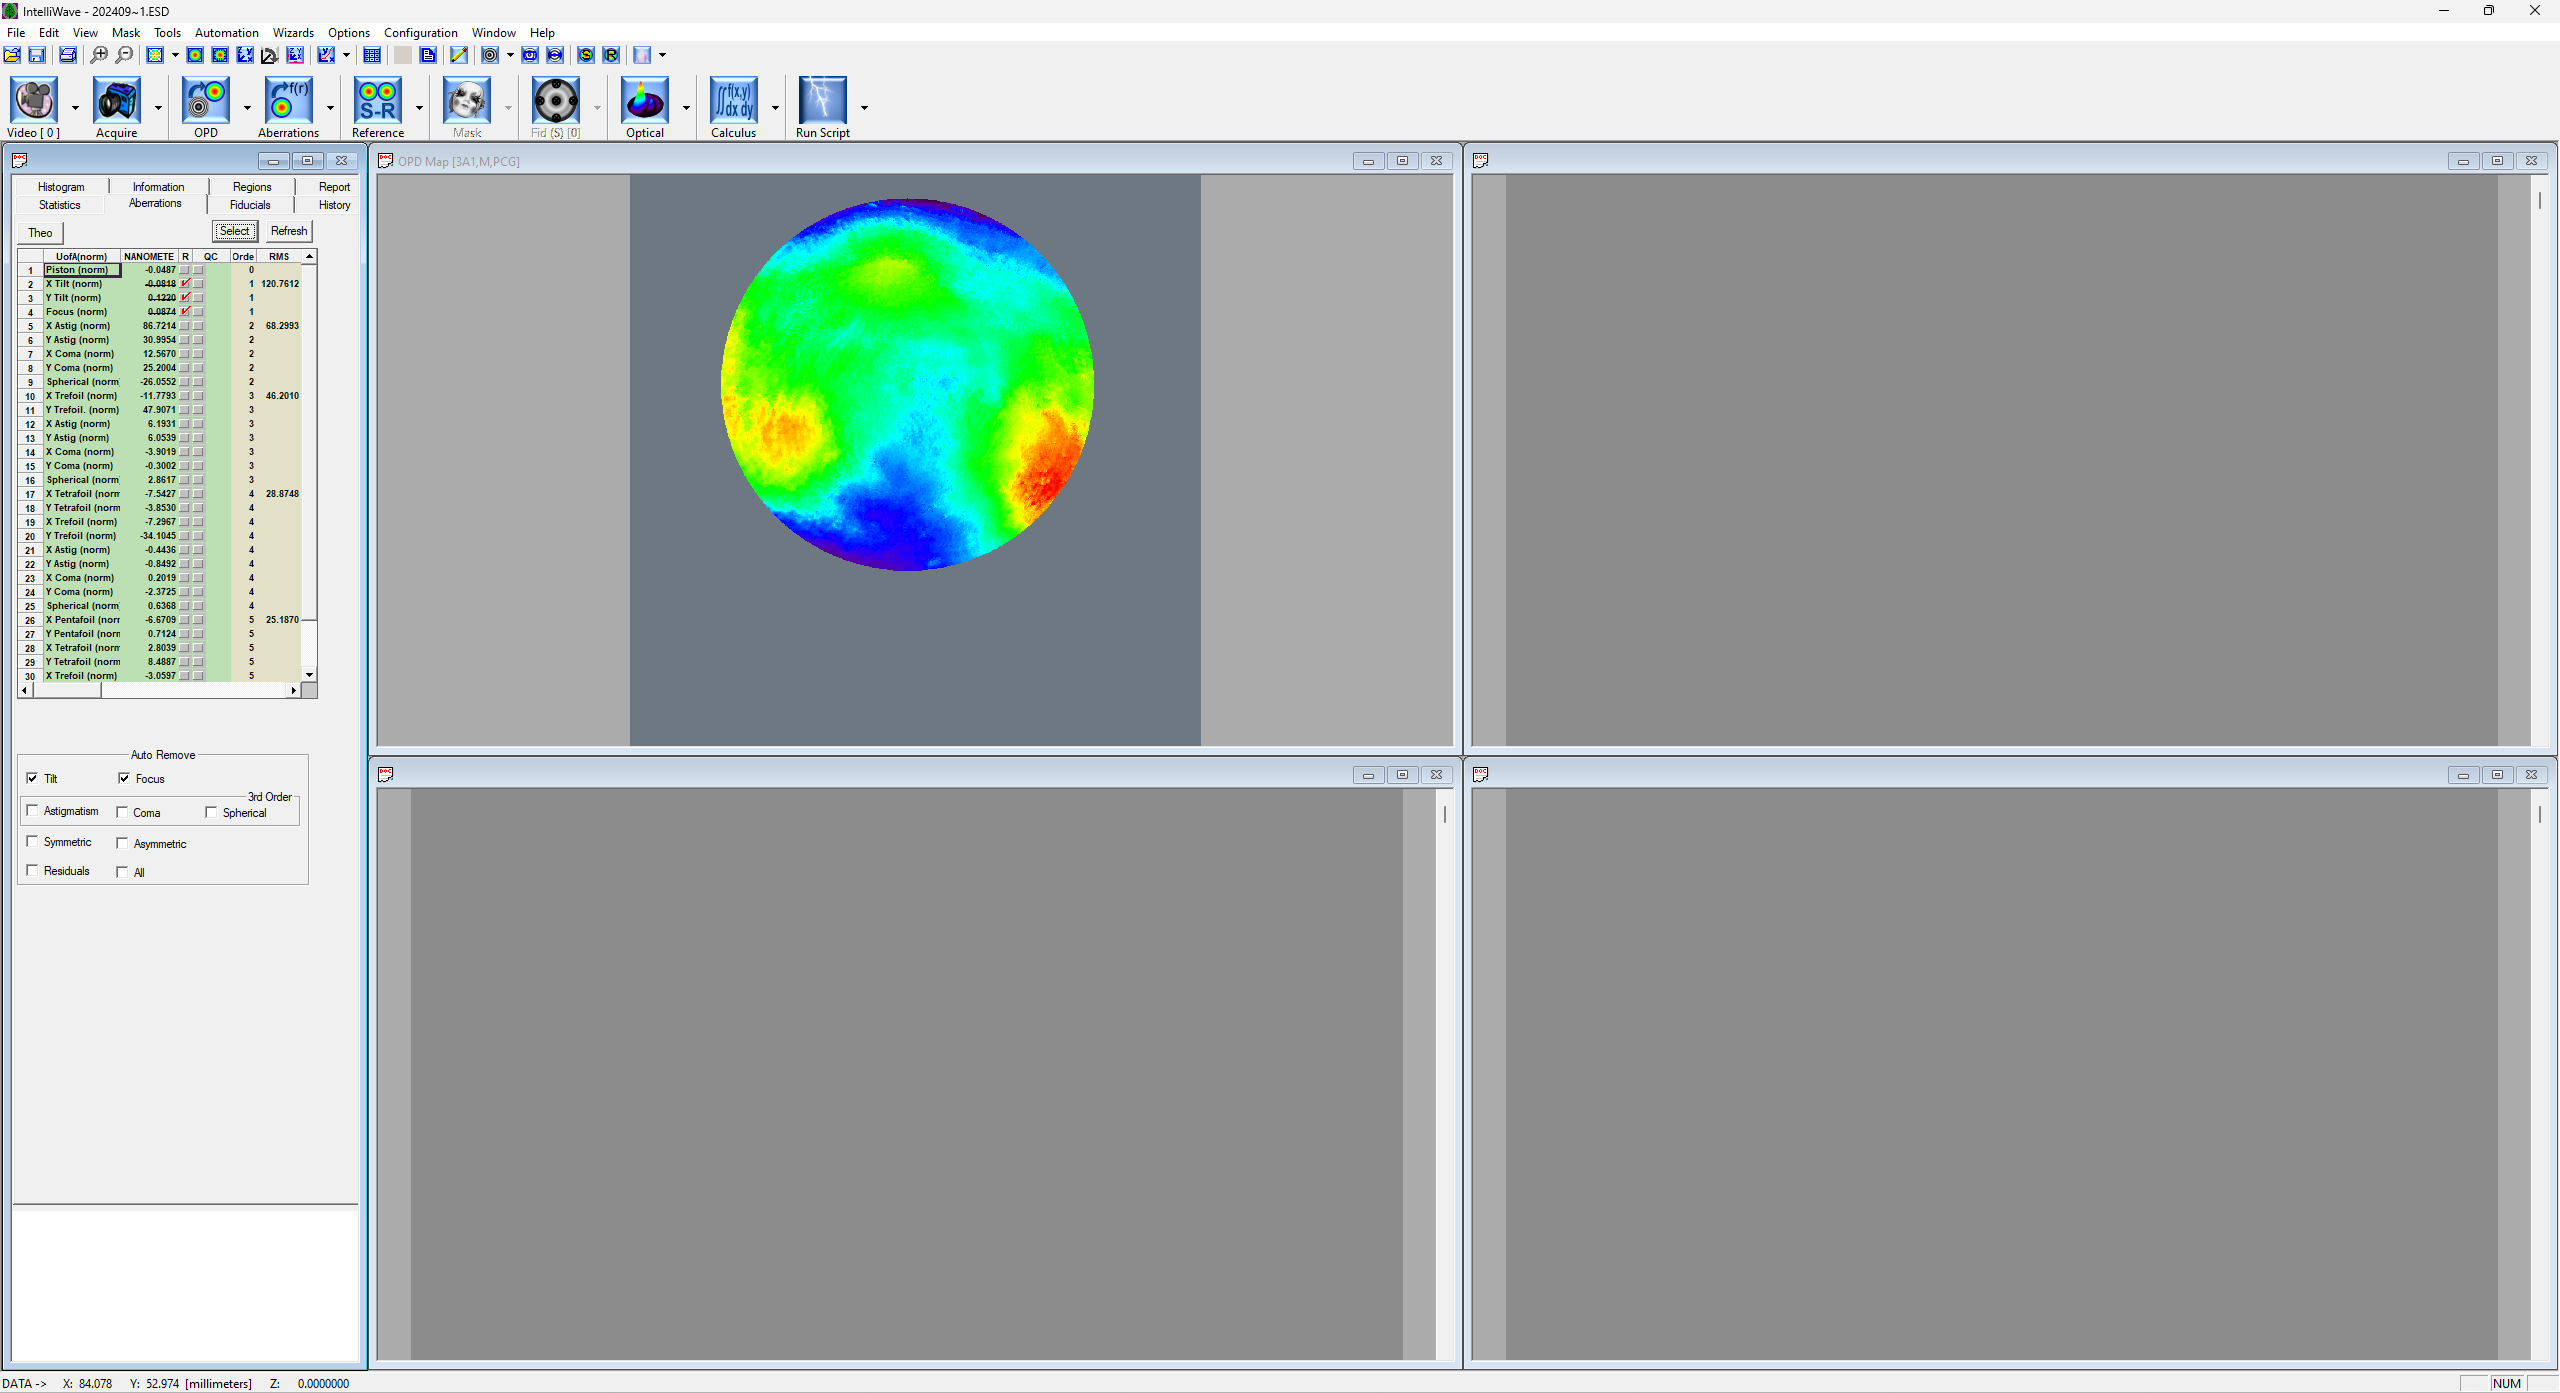 IntelliWave - 202409~1.ESD
File Edit View Mask Tools Automation Wizards Options Configuration Window Help
Video [ 0 ] Acquire OPD Aberrations Reference Mask Fid (S) [0] Optical Calculus Run Script
f(r)
S-R
∫∫f(x,y) dx dy
OPD Map [3A1,M,PCG]
Histogram Information Regions Report
Statistics Aberrations Fiducials History
Theo Select Refresh
UofA(norm) NANOMETE R QC Orde RMS
1 Piston (norm) -0.0487 0
2 X Tilt (norm) -0.0818 1 120.7612
3 Y Tilt (norm) 0.1220 1
4 Focus (norm) 0.0874 1
5 X Astig (norm) 86.7214 2 68.2993
6 Y Astig (norm) 30.9954 2
7 X Coma (norm) 12.5670 2
8 Y Coma (norm) 25.2004 2
9 Spherical (norm -26.0552 2
10 X Trefoil (norm) -11.7793 3 46.2010
11 Y Trefoil. (norm) 47.9071 3
12 X Astig (norm) 6.1931 3
13 Y Astig (norm) 6.0539 3
14 X Coma (norm) -3.9019 3
15 Y Coma (norm) -0.3002 3
16 Spherical (norm 2.8617 3
17 X Tetrafoil (norm -7.5427 4 28.8748
18 Y Tetrafoil (norm -3.8530 4
19 X Trefoil (norm) -7.2967 4
20 Y Trefoil (norm) -34.1045 4
21 X Astig (norm) -0.4436 4
22 Y Astig (norm) -0.8492 4
23 X Coma (norm) 0.2019 4
24 Y Coma (norm) -2.3725 4
25 Spherical (norm 0.6368 4
26 X Pentafoil (norr -6.6709 5 25.1870
27 Y Pentafoil (norn 0.7124 5
28 X Tetrafoil (norm 2.8039 5
29 Y Tetrafoil (norm 8.4887 5
30 X Trefoil (norm) -3.0597 5
Auto Remove
Tilt Focus
3rd Order
Astigmatism Coma Spherical
Symmetric Asymmetric
Residuals All
DATA -> X: 84.078 Y: 52.974 [millimeters] Z: 0.0000000
NUM